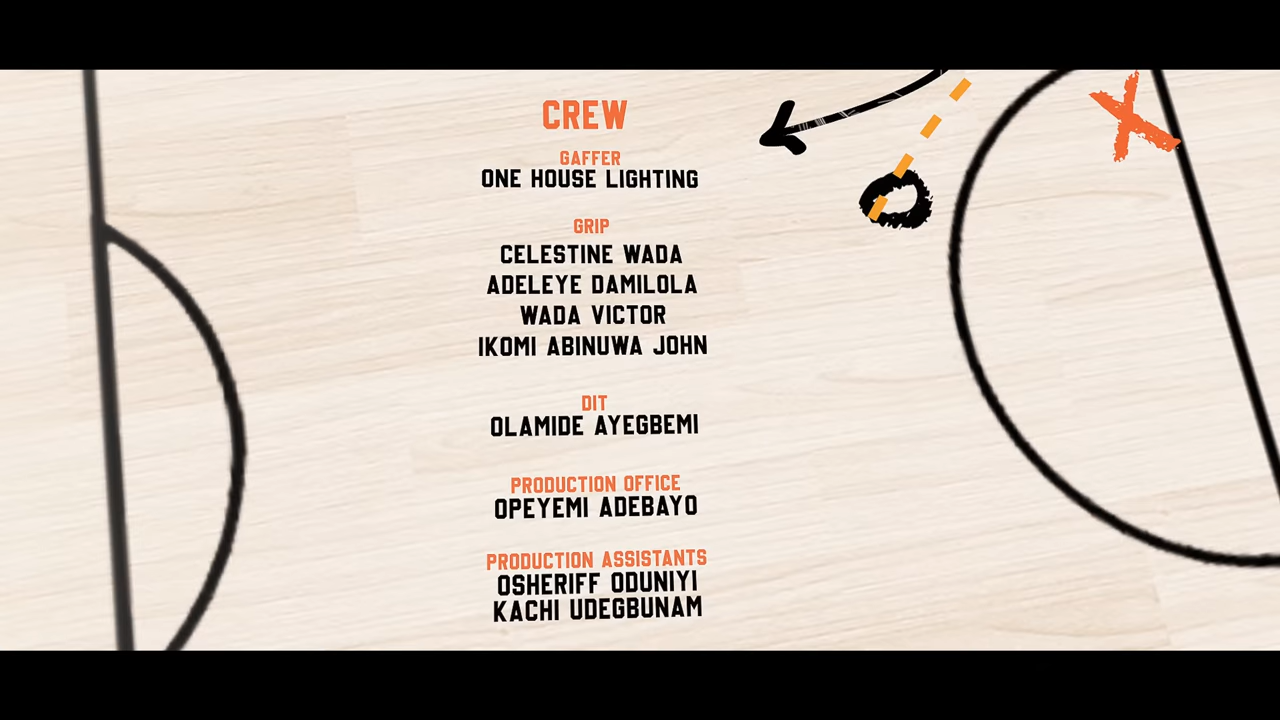 CREW
GAFFER
ONE HOUSE LIGHTING
GRIP
CELESTINE WADA
ADELEYE DAMILOLA
WADA VICTOR
IKOMI ABINUWA JOHN
DIT
OLAMIDE AYEGBEMI
PRODUCTION OFFICE
OPEYEMI ADEBAYO
PRODUCTION ASSISTANTS
OSHERIFF ODUNIYI
KACHI UDEGBUNAM